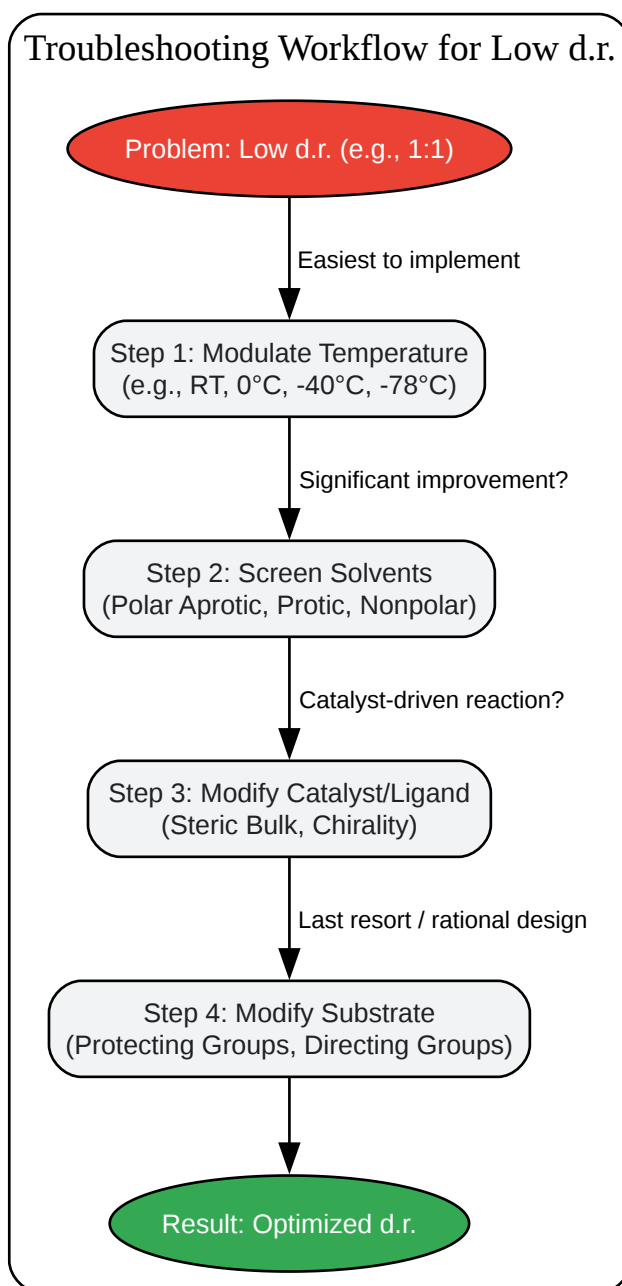 Troubleshooting Workflow for Low d.r.
Problem: Low d.r. (e.g., 1:1)
Easiest to implement
Step 1: Modulate Temperature
(e.g., RT, 0°C, -40°C, -78°C)
Significant improvement?
Step 2: Screen Solvents
(Polar Aprotic, Protic, Nonpolar)
Catalyst-driven reaction?
Step 3: Modify Catalyst/Ligand
(Steric Bulk, Chirality)
Last resort / rational design
Step 4: Modify Substrate
(Protecting Groups, Directing Groups)
Result: Optimized d.r.